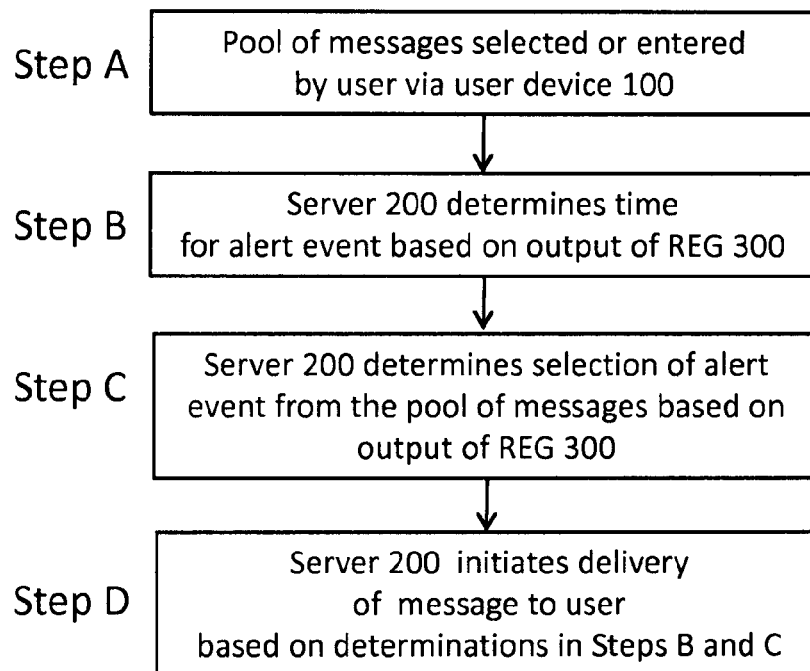 Step A
Pool of messages selected or entered
by user via user device 100
Step B
Server 200 determines time
for alert event based on output of REG 300
Step C
Server 200 determines selection of alert
event from the pool of messages based on
output of REG 300
Step D
Server 200 initiates delivery
of message to user
based on determinations in Steps B and C